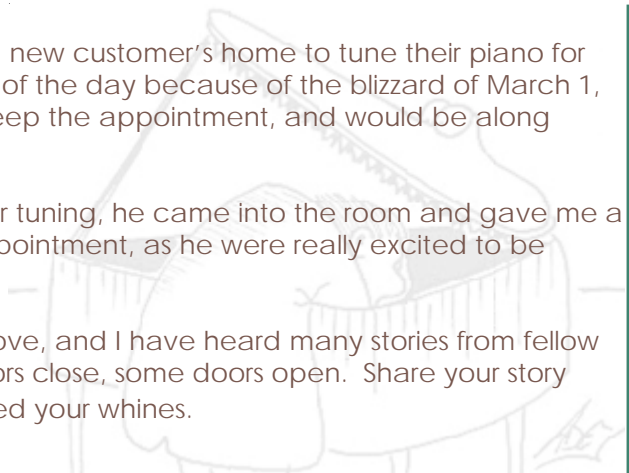 new customer's home to tune their piano for
of the day because of the blizzard of March 1,
eep the appointment, and would be along
r tuning, he came into the room and gave me a
pointment, as he were really excited to be
ove, and I have heard many stories from fellow
ors close, some doors open.  Share your story
ed your whines.